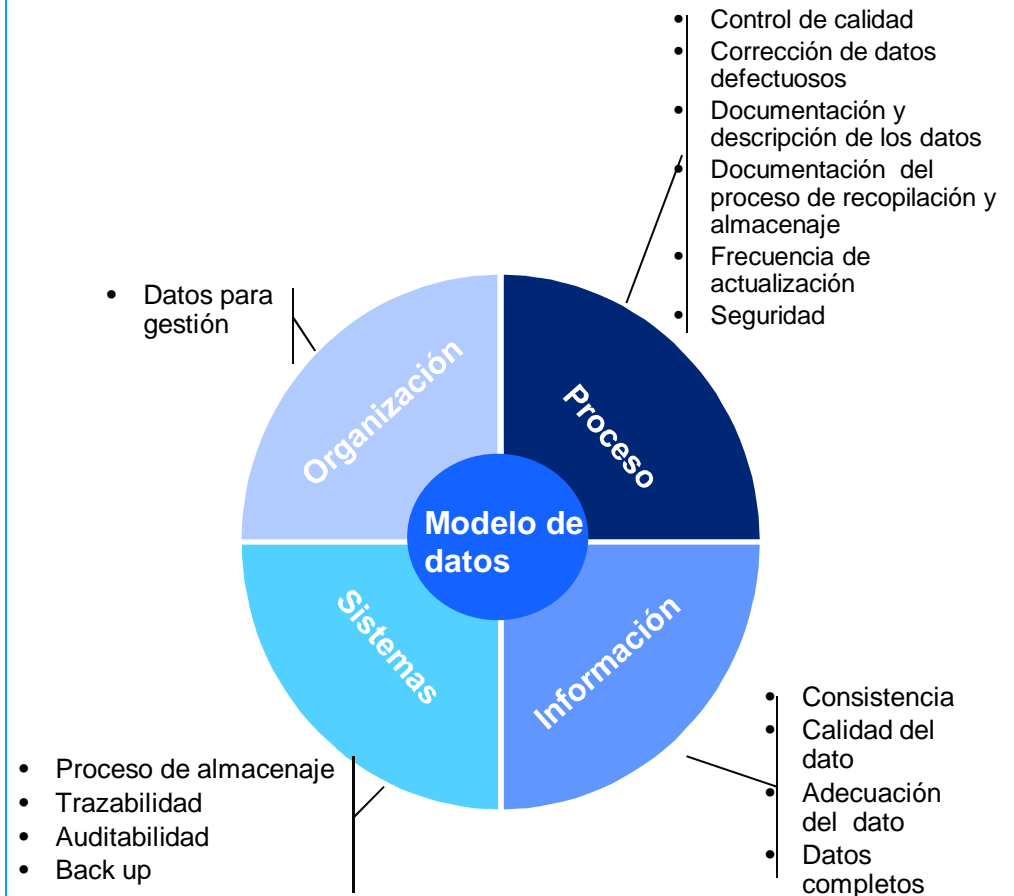 • Control de calidad
• Corrección de datos
defectuosos
• Documentación y
descripción de los datos
• Documentación del
proceso de recopilación y
almacenaje
• Frecuencia de
actualización
• Seguridad
• Datos para
gestión
Organización
Proceso
Modelo de
datos
Sistemas
Información
• Consistencia
• Calidad del
dato
• Adecuación
del dato
• Datos
completos
• Proceso de almacenaje
• Trazabilidad
• Auditabilidad
• Back up